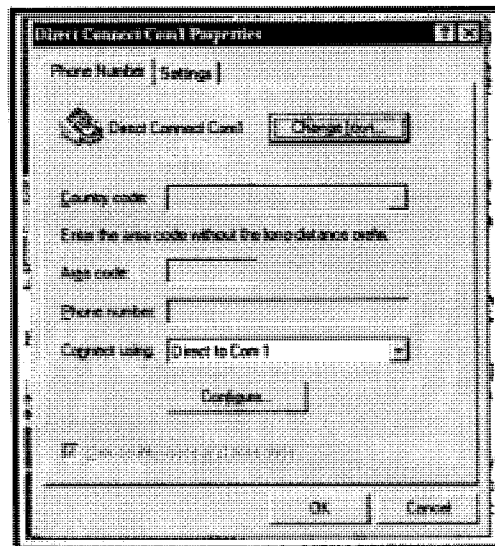 Direct Connect Com1 Properties
Phone Number Settings
Direct Connect Com1 Change Icon...
Country code:
Enter the area code without the long distance prefix.
Area code:
Phone number:
Connect using: Direct to Com 1
Configure...
OK Cancel